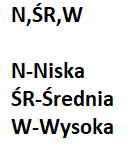 N,ŚR,W
N-Niska
ŚR-Średnia
W-Wysoka